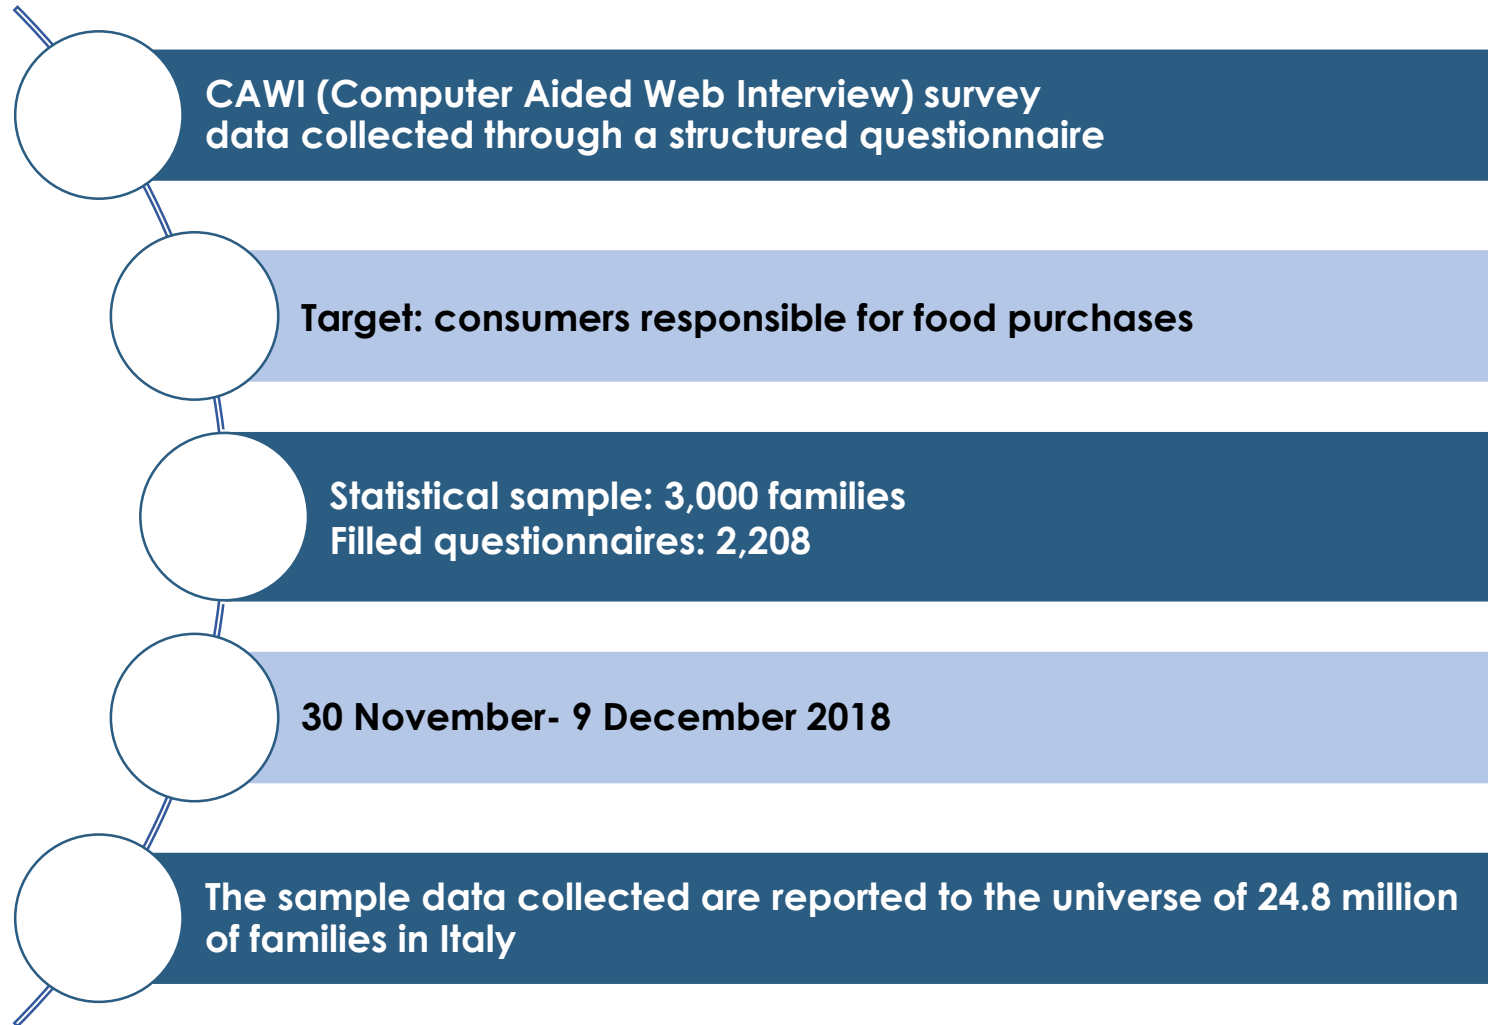 CAWI (Computer Aided Web Interview) survey
data collected through a structured questionnaire
Target: consumers responsible for food purchases
Statistical sample: 3,000 families
Filled questionnaires: 2,208
30 November- 9 December 2018
The sample data collected are reported to the universe of 24.8 million
of families in Italy